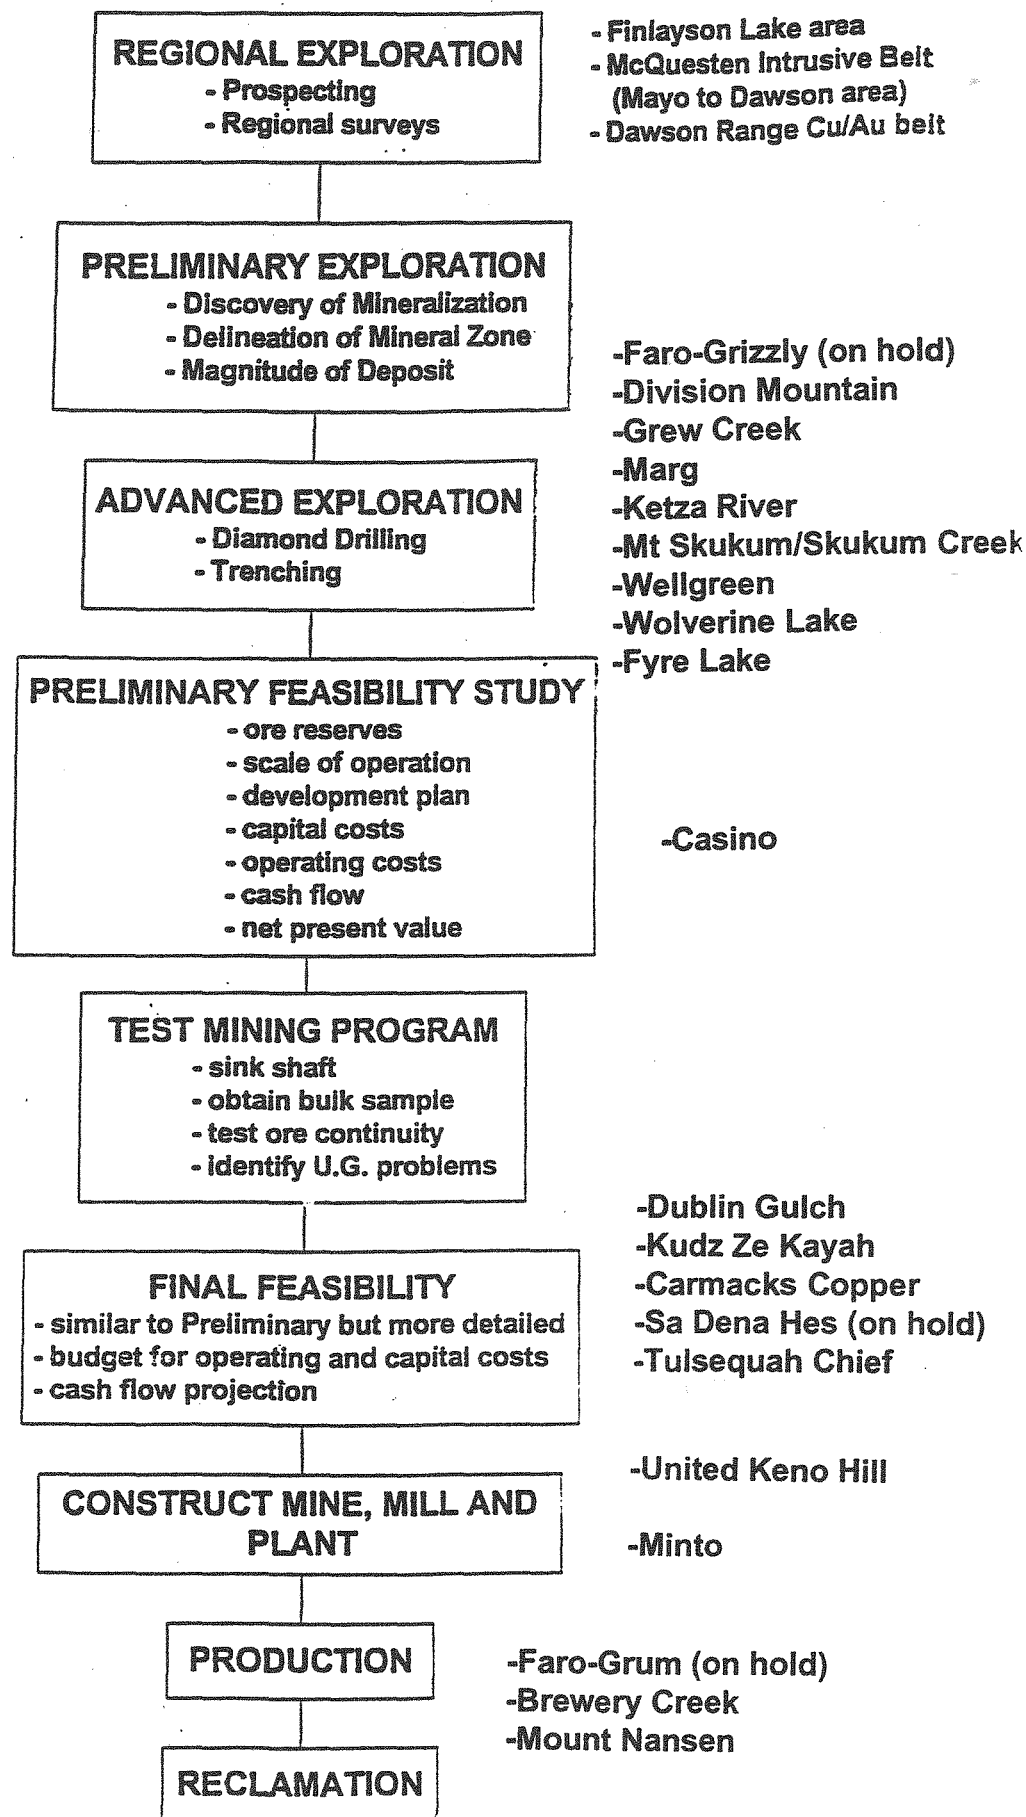 REGIONAL EXPLORATION
- Prospecting
- Regional surveys
- Finlayson Lake area
- McQuesten Intrusive Belt
(Mayo to Dawson area)
- Dawson Range Cu/Au belt
PRELIMINARY EXPLORATION
- Discovery of Mineralization
- Delineation of Mineral Zone
- Magnitude of Deposit
ADVANCED EXPLORATION
- Diamond Drilling
- Trenching
-Faro-Grizzly (on hold)
-Division Mountain
-Grew Creek
-Marg
-Ketza River
-Mt Skukum/Skukum Creek
-Wellgreen
-Wolverine Lake
-Fyre Lake
PRELIMINARY FEASIBILITY STUDY
- ore reserves
- scale of operation
- development plan
- capital costs
- operating costs
- cash flow
- net present value
-Casino
TEST MINING PROGRAM
- sink shaft
- obtain bulk sample
- test ore continuity
- identify U.G. problems
FINAL FEASIBILITY
- similar to Preliminary but more detailed
- budget for operating and capital costs
- cash flow projection
-Dublin Gulch
-Kudz Ze Kayah
-Carmacks Copper
-Sa Dena Hes (on hold)
-Tulsequah Chief
CONSTRUCT MINE, MILL AND
PLANT
-United Keno Hill
-Minto
PRODUCTION
-Faro-Grum (on hold)
-Brewery Creek
-Mount Nansen
RECLAMATION